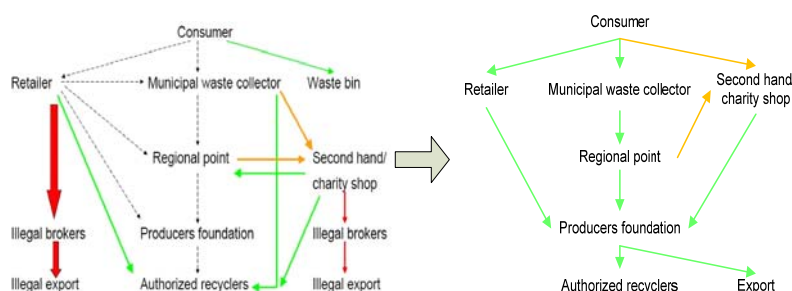 Consumer
Retailer
Municipal waste collector
Waste bin
Regional point
Second hand/
charity shop
Illegal brokers
Producers foundation
Illegal brokers
Illegal export
Authorized recyclers
Illegal export
Consumer
Retailer
Municipal waste collector
Second hand/
charity shop
Regional point
Producers foundation
Authorized recyclers
Export